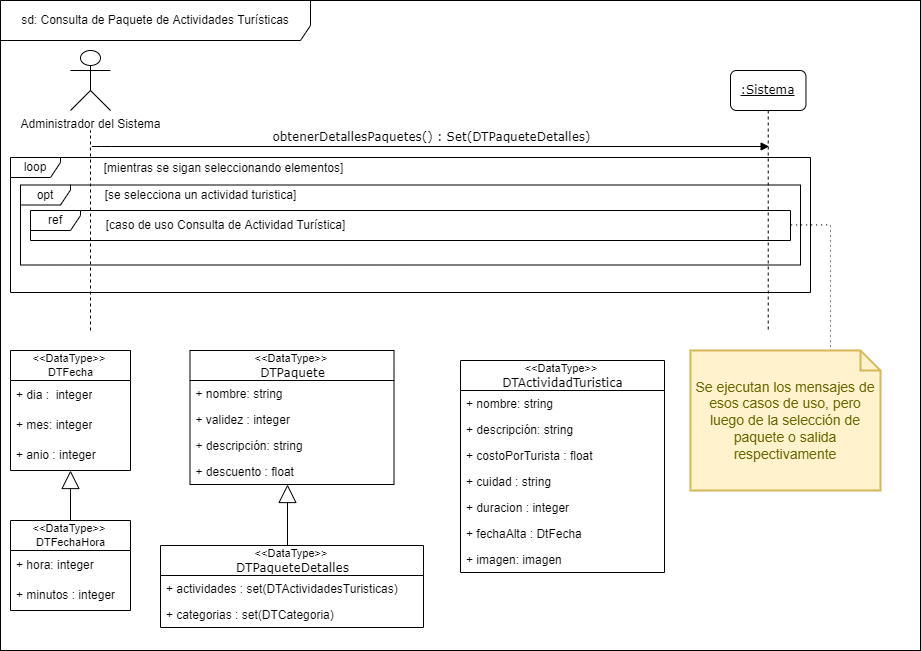 sd: Consulta de Paquete de Actividades Turísticas
Administrador del Sistema
:Sistema
obtenerDetallesPaquetes() : Set(DTPaqueteDetalles)
loop
[mientras se sigan seleccionando elementos]
opt
[se selecciona un actividad turistica]
ref
[caso de uso Consulta de Actividad Turística]
<<DataType>>
DTFecha
+ dia :  integer
+ mes: integer
+ anio : integer
<<DataType>>
DTFechaHora
+ hora: integer
+ minutos : integer
<<DataType>>
DTPaquete
+ nombre: string
+ validez : integer
+ descripción: string
+ descuento : float
<<DataType>>
DTPaqueteDetalles
+ actividades : set(DTActividadesTuristicas)
+ categorias : set(DTCategoria)
<<DataType>>
DTActividadTuristica
+ nombre: string
+ descripción: string
+ costoPorTurista : float
+ cuidad : string
+ duracion : integer
+ fechaAlta : DtFecha
+ imagen: imagen
Se ejecutan los mensajes de
esos casos de uso, pero
luego de la selección de
paquete o salida
respectivamente